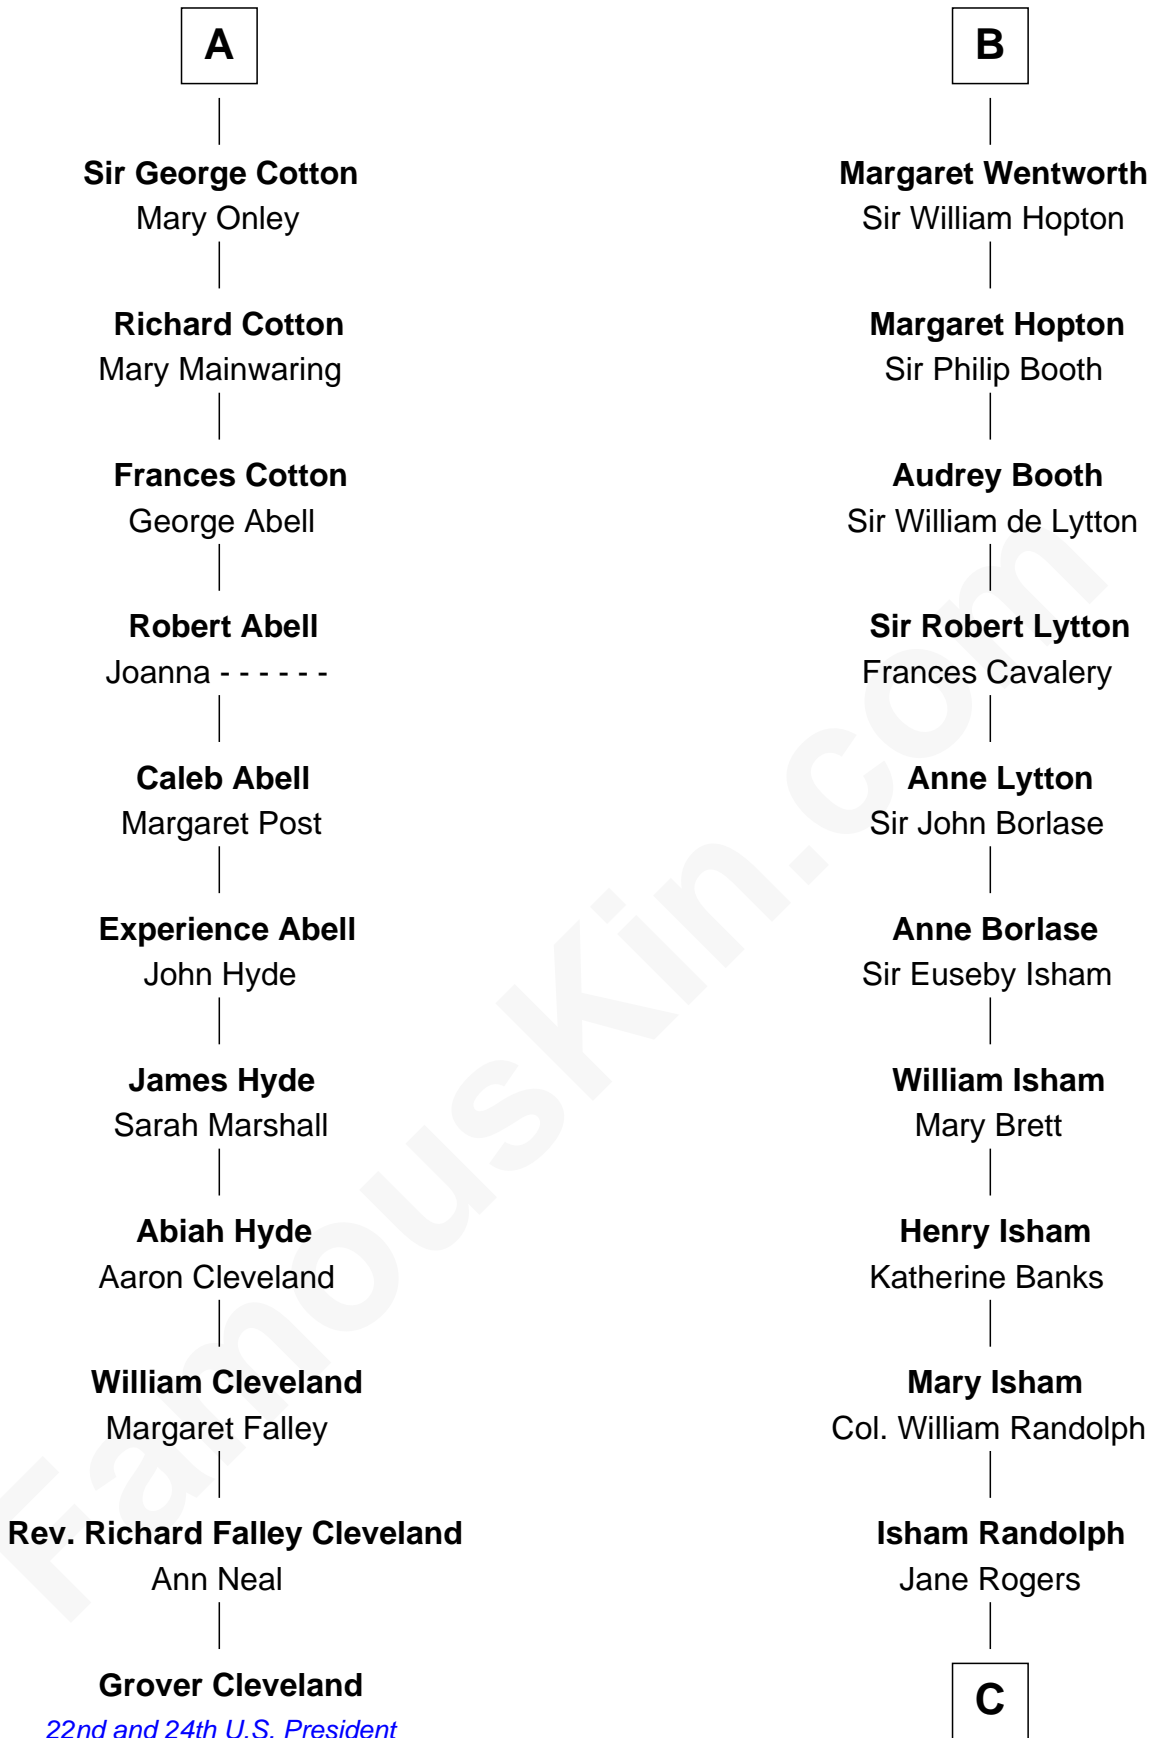 A
Sir George Cotton
Mary Onley
Richard Cotton
Mary Mainwaring
Frances Cotton
George Abell
Robert Abell
Joanna - - - - - -
Caleb Abell
Margaret Post
Experience Abell
John Hyde
James Hyde
Sarah Marshall
Abiah Hyde
Aaron Cleveland
William Cleveland
Margaret Falley
Rev. Richard Falley Cleveland
Ann Neal
Grover Cleveland
22nd and 24th U.S. President
B
Margaret Wentworth
Sir William Hopton
Margaret Hopton
Sir Philip Booth
Audrey Booth
Sir William de Lytton
Sir Robert Lytton
Frances Cavalery
Anne Lytton
Sir John Borlase
Anne Borlase
Sir Euseby Isham
William Isham
Mary Brett
Henry Isham
Katherine Banks
Mary Isham
Col. William Randolph
Isham Randolph
Jane Rogers
C
FamousKin.com